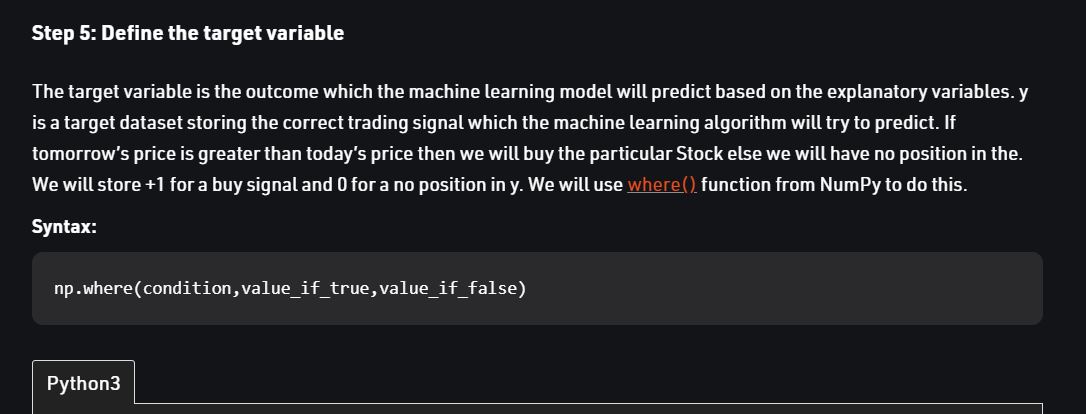 Step 5: Define the target variable
The target variable is the outcome which the machine learning model will predict based on the explanatory variables. y
is a target dataset storing the correct trading signal which the machine learning algorithm will try to predict. If
tomorrow’s price is greater than today’s price then we will buy the particular Stock else we will have no position in the.
We will store +1 for a buy signal and 0 for a no position in y. We will use where() function from NumPy to do this.
Syntax:
np.where(condition,value_if_true,value_if_false)
Python3